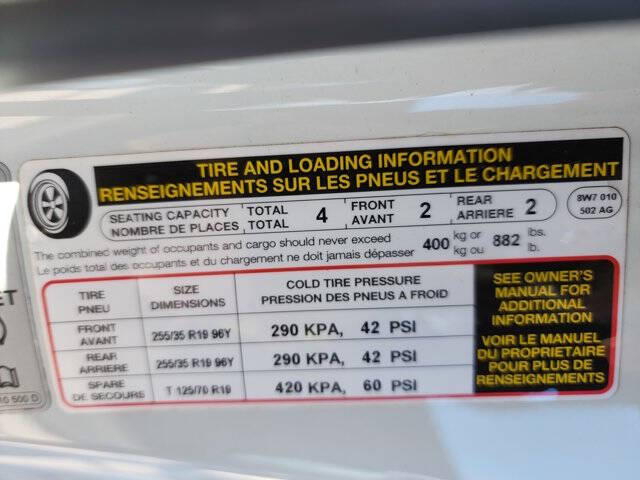 TIRE AND LOADING INFORMATION
RENSEIGNEMENTS SUR LES PNEUS ET LE CHARGEMENT
SEATING CAPACITY TOTAL 4 FRONT 2 REAR 2
NOMBRE DE PLACES TOTAL AVANT ARRIERE
8W7 010
502 AG
The combined weight of occupants and cargo should never exceed 400 kg or 882 lbs.
Le poids total des occupants et du chargement ne doit jamais dépasser kg ou lb.
TIRE SIZE COLD TIRE PRESSURE
PNEU DIMENSIONS PRESSION DES PNEUS A FROID
FRONT
AVANT 255/35 R19 96Y 290 KPA, 42 PSI
REAR
ARRIERE 255/35 R19 96Y 290 KPA, 42 PSI
SPARE
DE SECOURS T 125/70 R19 420 KPA, 60 PSI
SEE OWNER'S
MANUAL FOR
ADDITIONAL
INFORMATION
VOIR LE MANUEL
DU PROPRIETAIRE
POUR PLUS DE
RENSEIGNEMENTS
ET
10 500 D